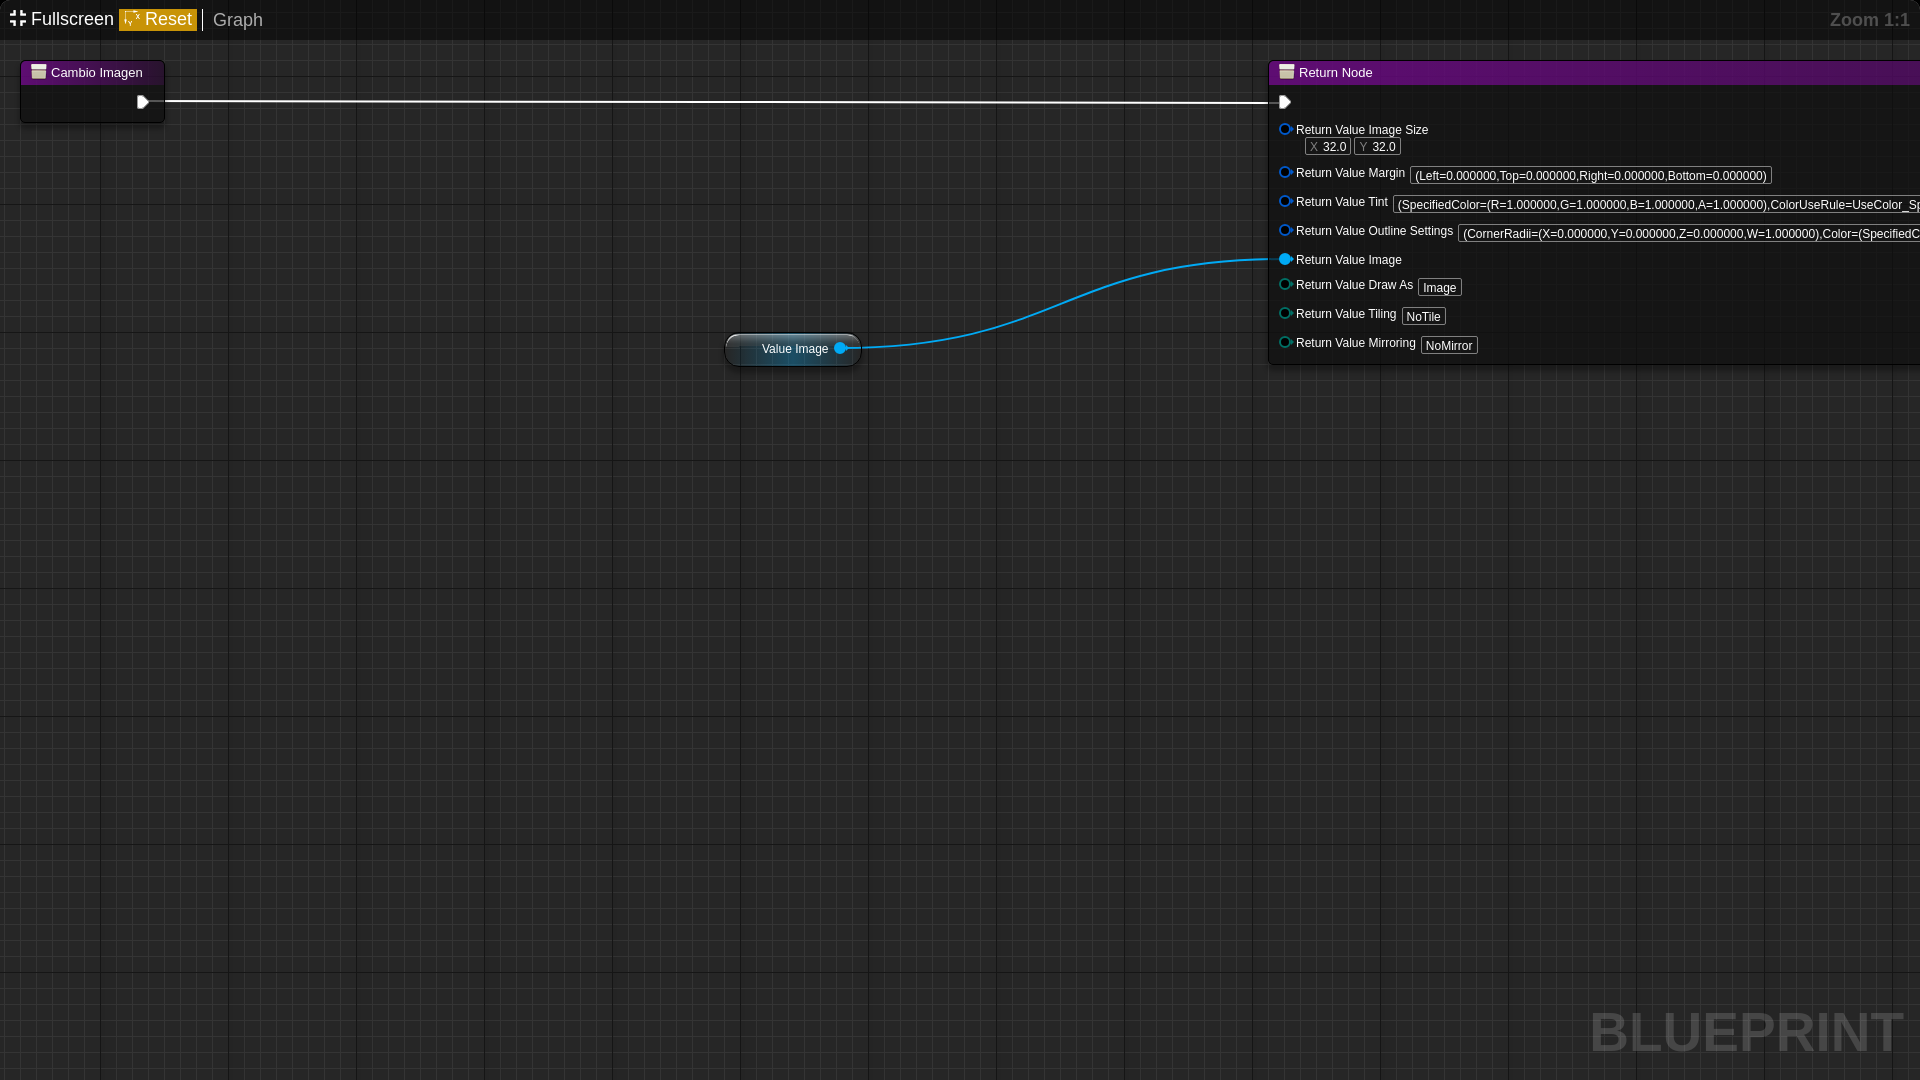 Fullscreen Reset Graph Zoom 1:1
Cambio Imagen
Return Node
Return Value Image Size
X 32.0 Y 32.0
Return Value Margin (Left=0.000000,Top=0.000000,Right=0.000000,Bottom=0.000000)
Return Value Tint (SpecifiedColor=(R=1.000000,G=1.000000,B=1.000000,A=1.000000),ColorUseRule=UseColor_Sp
Return Value Outline Settings (CornerRadii=(X=0.000000,Y=0.000000,Z=0.000000,W=1.000000),Color=(SpecifiedC
Return Value Image
Return Value Draw As Image
Return Value Tiling NoTile
Return Value Mirroring NoMirror
Value Image
BLUEPRINT